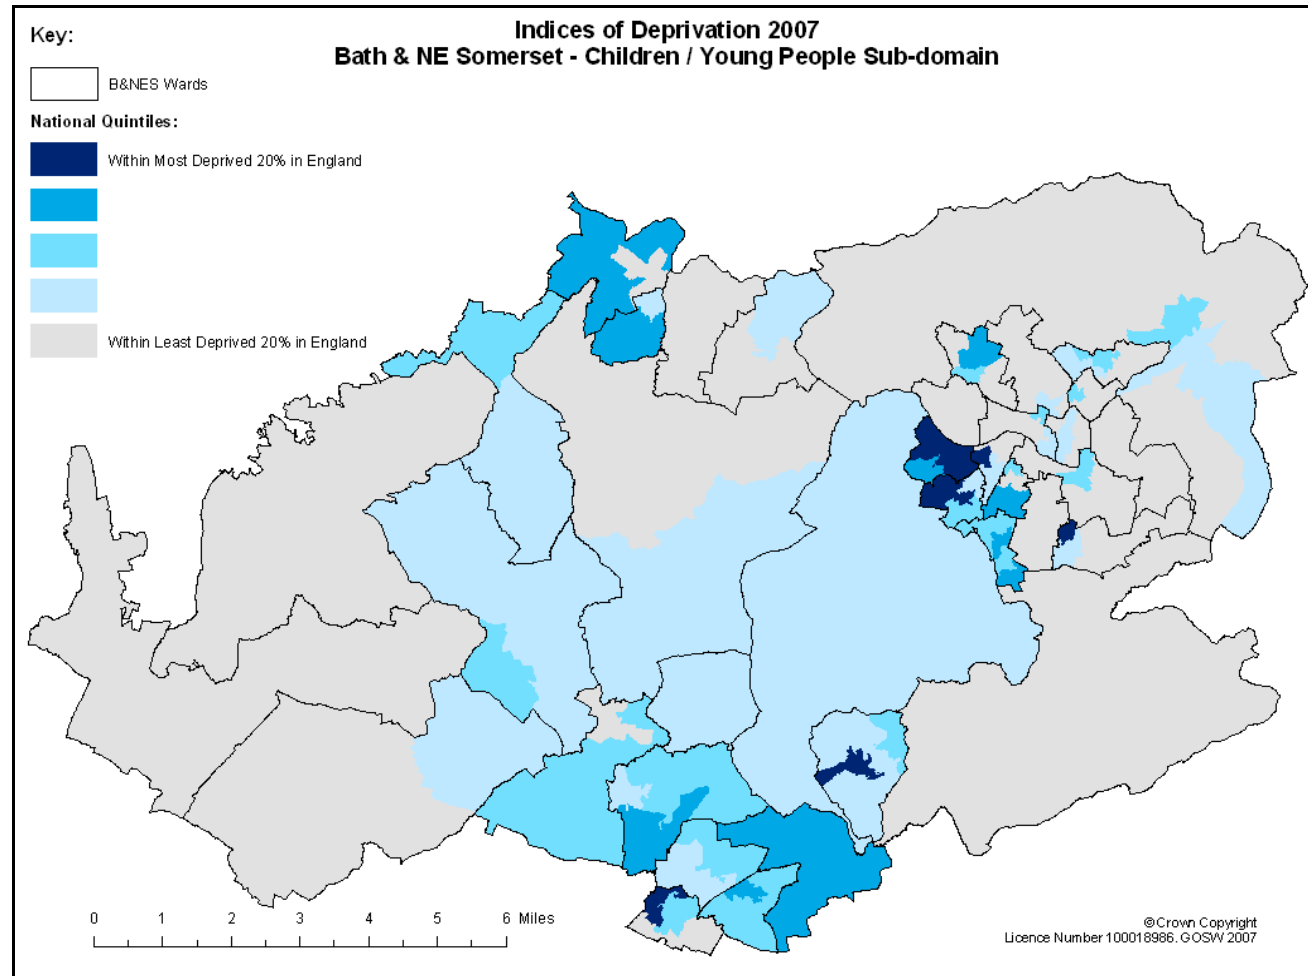 Indices of Deprivation 2007
Bath & NE Somerset - Children / Young People Sub-domain
Key:
B&NES Wards
National Quintiles:
Within Most Deprived 20% in England
Within Least Deprived 20% in England
0 1 2 3 4 5 6 Miles
©Crown Copyright
Licence Number 100018986. GOSW 2007